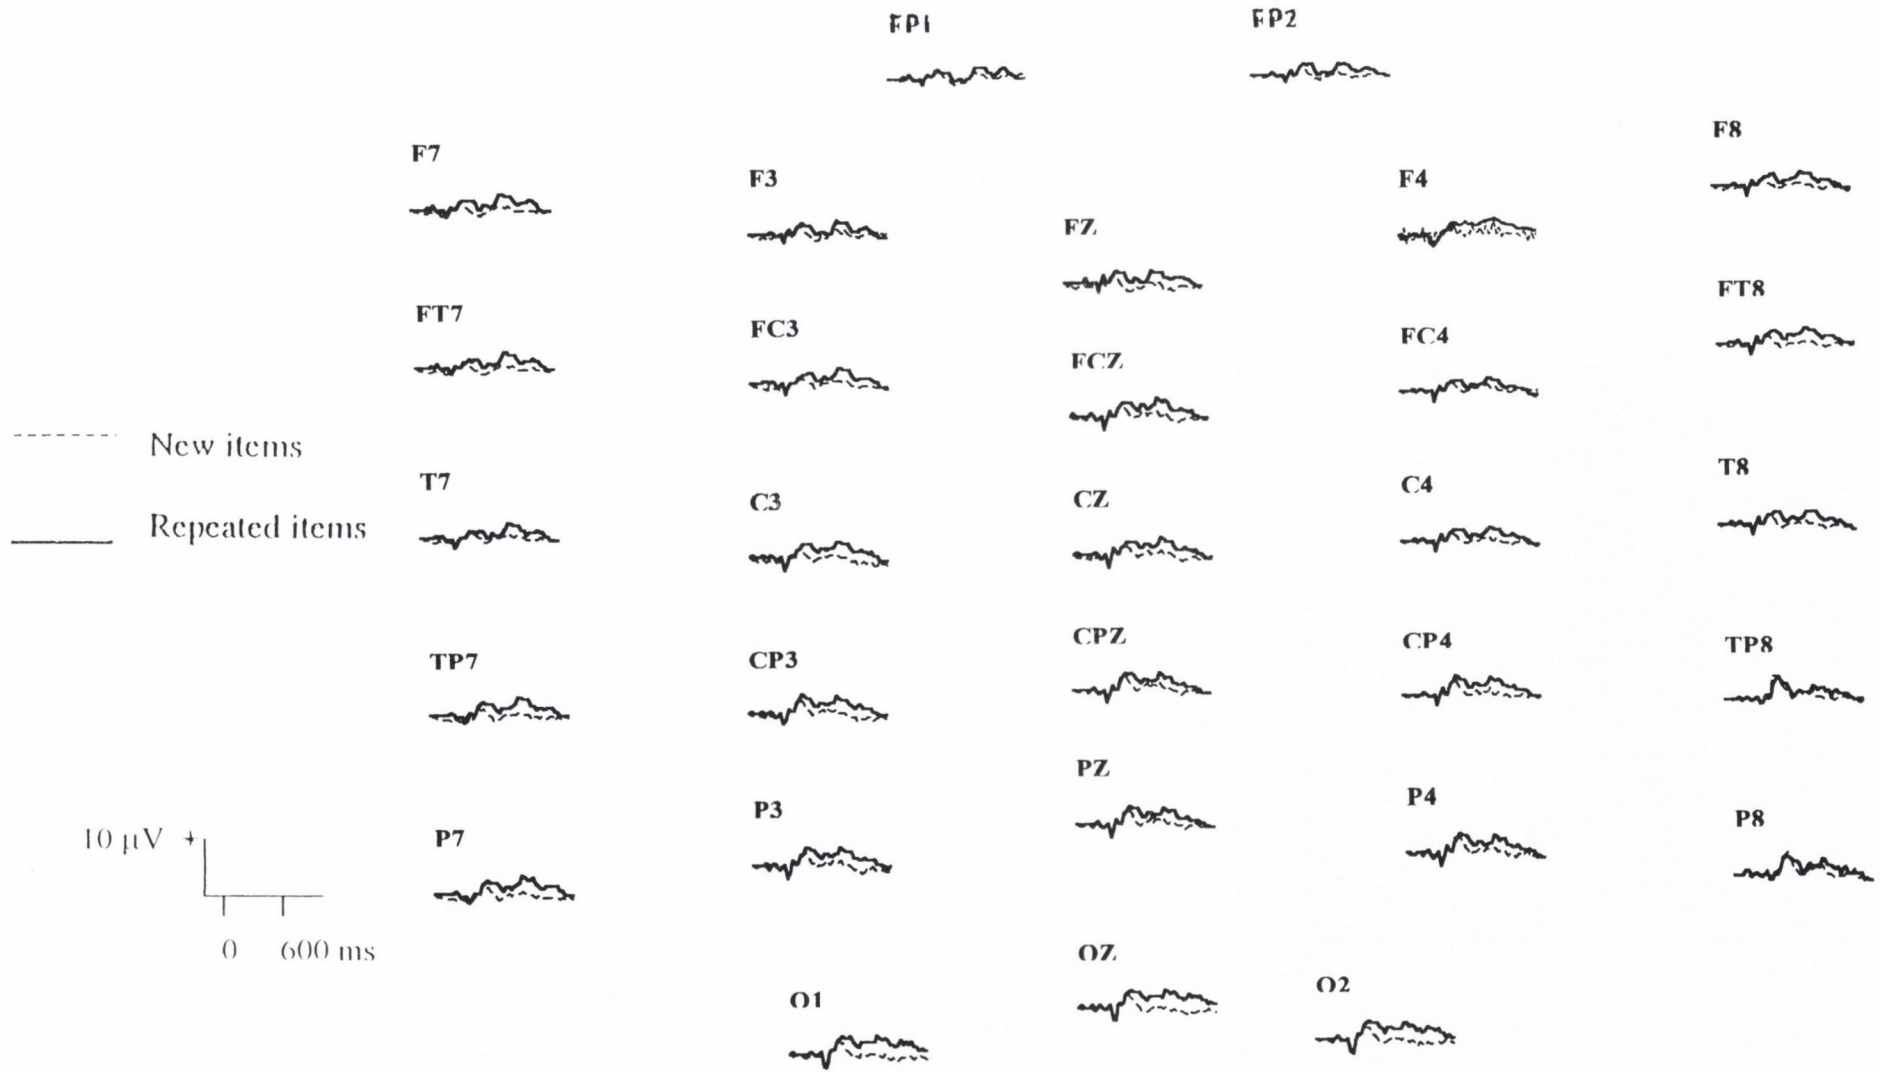 FP1
FP2
F7
F3
FZ
F4
F8
FT7
FC3
FCZ
FC4
FT8
New items
Repeated items
T7
C3
CZ
C4
T8
TP7
CP3
CPZ
CP4
TP8
10 µV +
0 600 ms
P7
P3
PZ
P4
P8
O1
OZ
O2